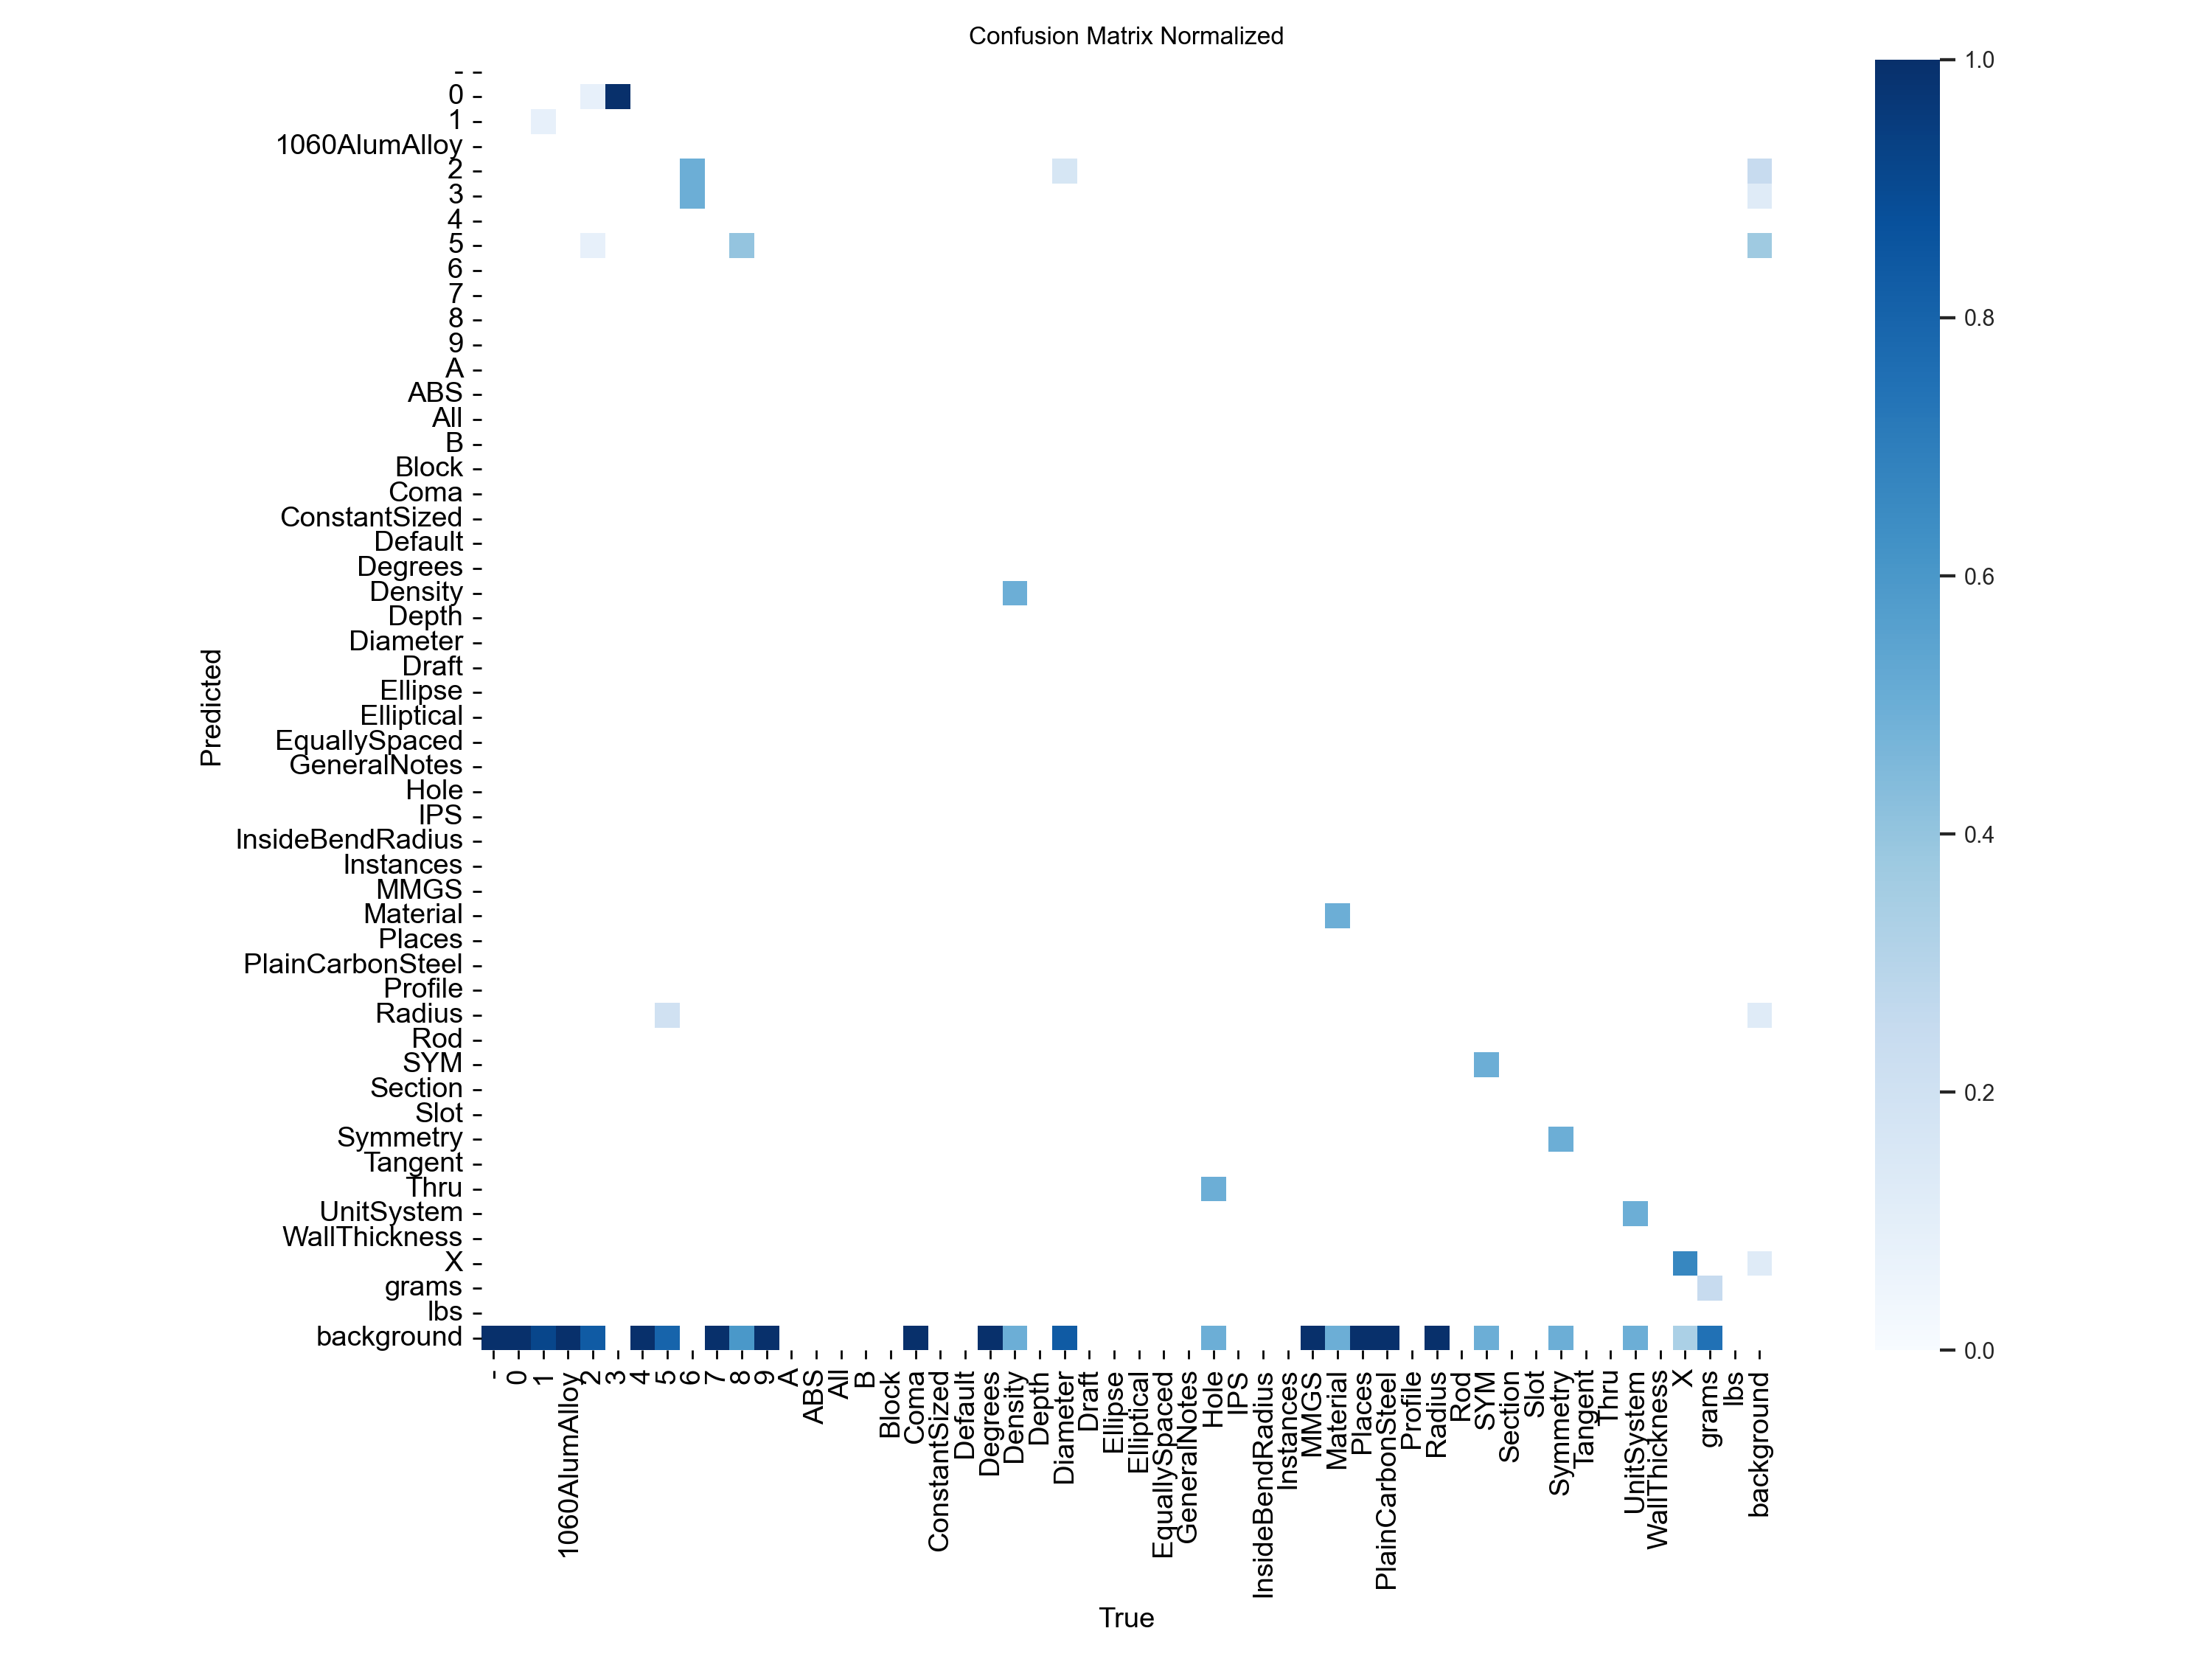 Confusion Matrix Normalized
-
0
1
1060AlumAlloy
2
3
4
5
6
7
8
9
A
ABS
All
B
Block
Coma
ConstantSized
Default
Degrees
Density
Depth
Diameter
Draft
Ellipse
Elliptical
EquallySpaced
GeneralNotes
Hole
IPS
InsideBendRadius
Instances
MMGS
Material
Places
PlainCarbonSteel
Profile
Radius
Rod
SYM
Section
Slot
Symmetry
Tangent
Thru
UnitSystem
WallThickness
X
grams
lbs
background
Predicted
-
0
1
1060AlumAlloy
2
3
4
5
6
7
8
9
A
ABS
All
B
Block
Coma
ConstantSized
Default
Degrees
Density
Depth
Diameter
Draft
Ellipse
Elliptical
EquallySpaced
GeneralNotes
Hole
IPS
InsideBendRadius
Instances
MMGS
Material
Places
PlainCarbonSteel
Profile
Radius
Rod
SYM
Section
Slot
Symmetry
Tangent
Thru
UnitSystem
WallThickness
X
grams
lbs
background
True
1.0
0.8
0.6
0.4
0.2
0.0